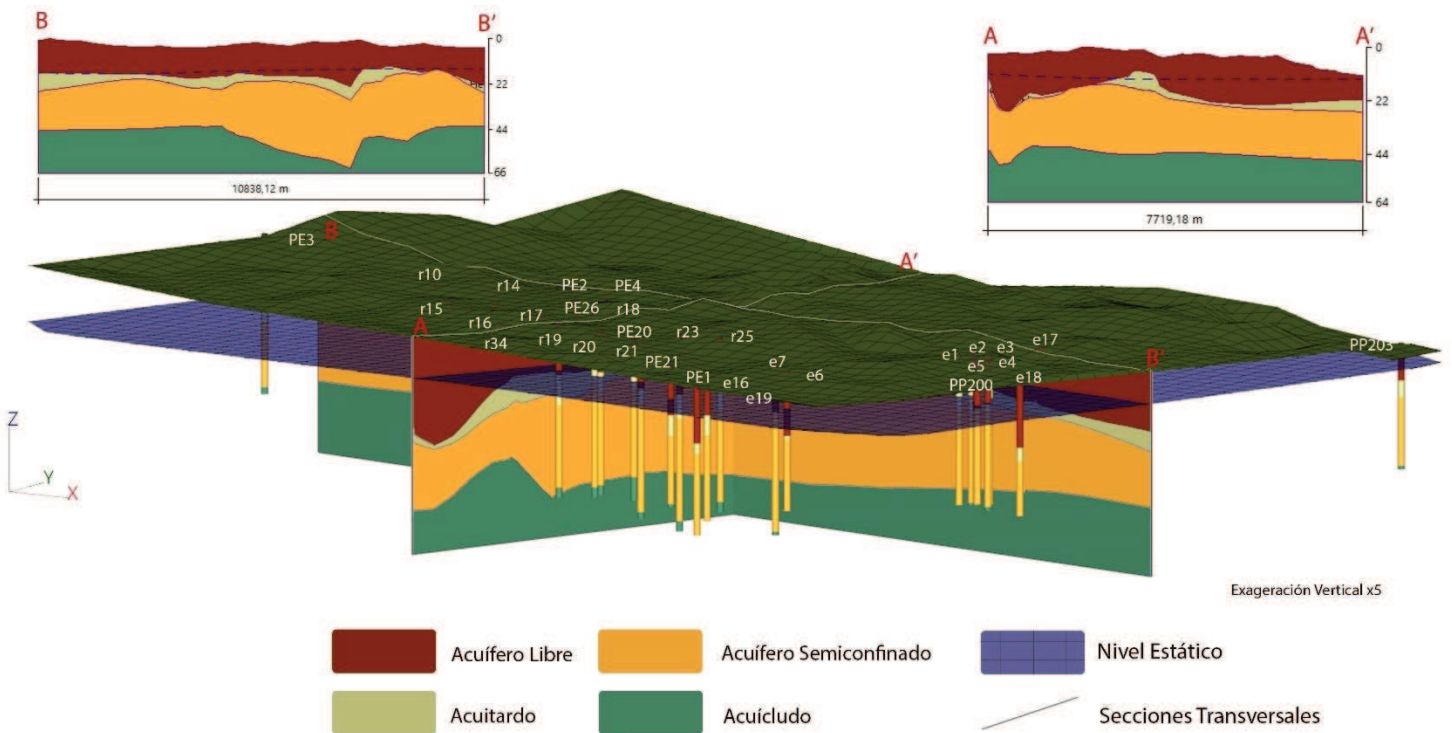 B
B'
0
22
44
66
10838,12 m
A
A'
0
22
44
64
7719,18 m
PE3
B
A'
r10
r14
PE2
PE4
r15
r16
r17
PE26
r18
A
r34
r19
r20
PE20
r21
r23
r25
PE21
PE1
e16
e19
e7
e6
e1
e2
e3
e17
e5
e4
PP200
e18
B'
PP203
Z
Y
X
Exageración Vertical x5
Acuífero Libre
Acuífero Semiconfinado
Nivel Estático
Acuitardo
Acuícludo
Secciones Transversales